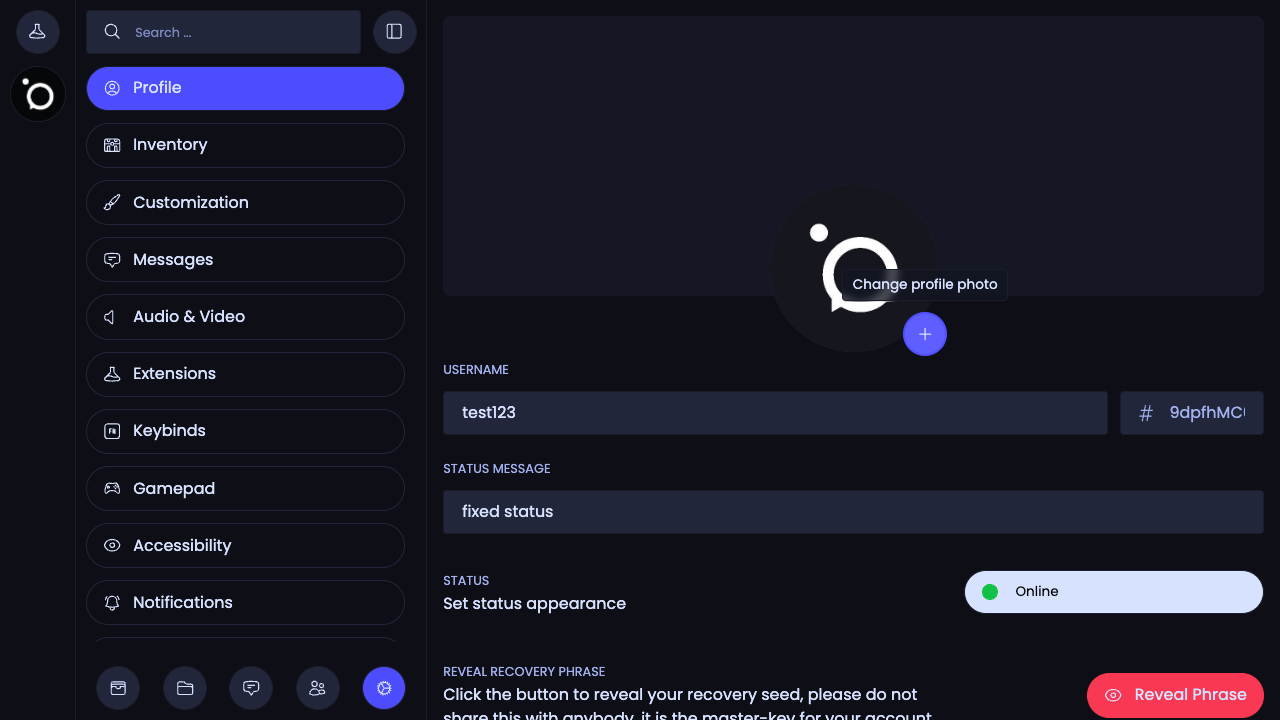 Search ...
Profile
Inventory
Customization
Messages
Audio & Video
Extensions
Keybinds
Gamepad
Accessibility
Notifications
Change profile photo
USERNAME
test123
# 9dpfhMC
STATUS MESSAGE
fixed status
STATUS
Set status appearance
Online
REVEAL RECOVERY PHRASE
Click the button to reveal your recovery seed, please do not
share this with anybody, it is the master-key for your account.
Reveal Phrase